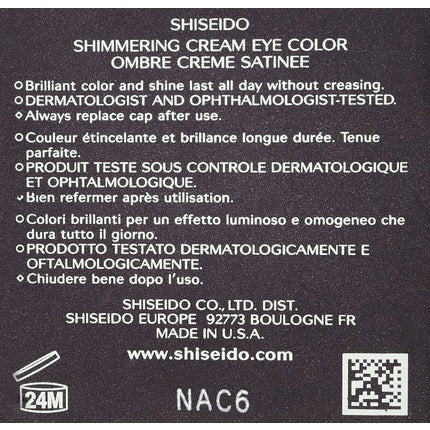 SHISEIDO
SHIMMERING CREAM EYE COLOR
OMBRE CREME SATINEE
○Brilliant color and shine last all day without creasing.
○DERMATOLOGIST AND OPHTHALMOLOGIST-TESTED.
◇Always replace cap after use.
○Couleur étincelante et brillance longue durée. Tenue
parfaite.
○PRODUIT TESTE SOUS CONTROLE DERMATOLOGIQUE
ET OPHTALMOLOGIQUE.
◇Bien refermer après utilisation.
○Colori brillanti per un effetto luminoso e omogeneo che
dura tutto il giorno.
○PRODOTTO TESTATO DERMATOLOGICAMENTE E
OFTALMOLOGICAMENTE.
◇Chiudere bene dopo l'uso.
SHISEIDO CO., LTD. DIST.
SHISEIDO EUROPE 92773 BOULOGNE FR
MADE IN U.S.A.
www.shiseido.com
24M
NAC6